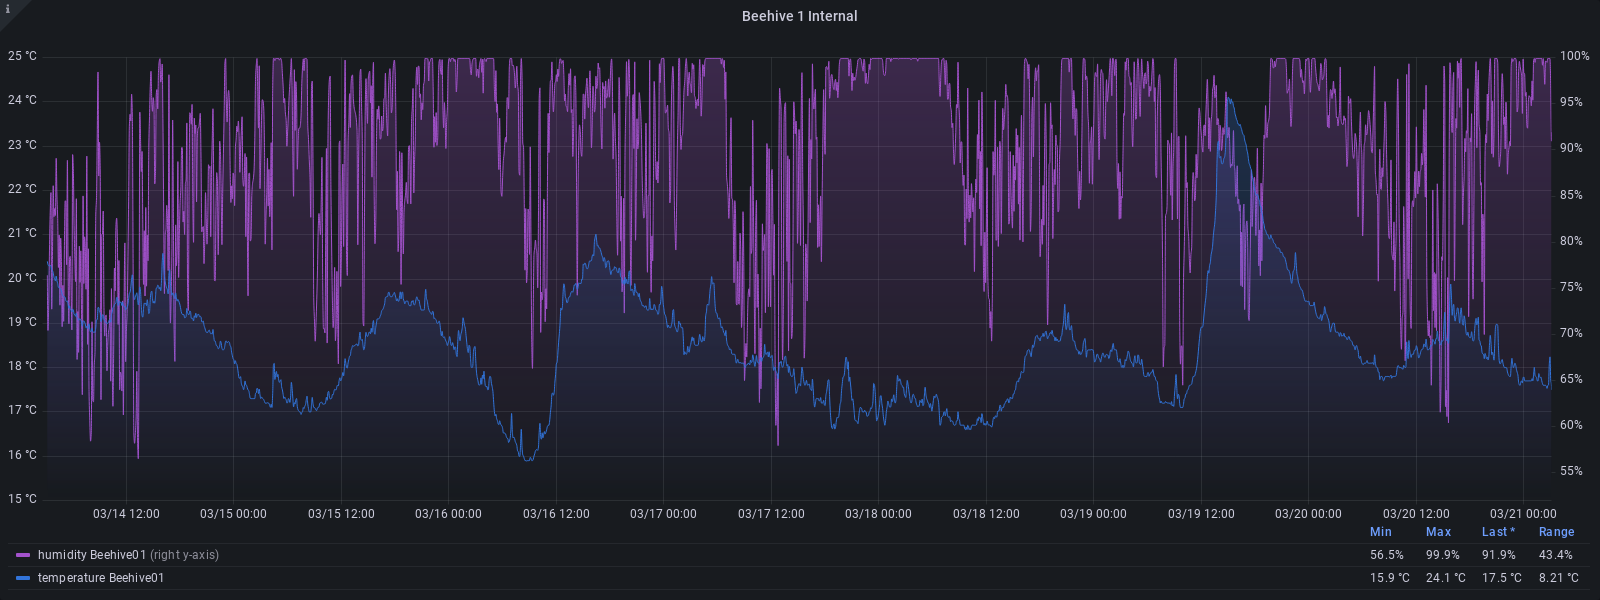 i
Beehive 1 Internal
25 °C 100%
24 °C 95%
23 °C 90%
22 °C 85%
21 °C 80%
20 °C 75%
19 °C 70%
18 °C 65%
17 °C 60%
16 °C 55%
15 °C
03/14 12:00 03/15 00:00 03/15 12:00 03/16 00:00 03/16 12:00 03/17 00:00 03/17 12:00 03/18 00:00 03/18 12:00 03/19 00:00 03/19 12:00 03/20 00:00 03/20 12:00 03/21 00:00
Min Max Last * Range
humidity Beehive01 (right y-axis) 56.5% 99.9% 91.9% 43.4%
temperature Beehive01 15.9 °C 24.1 °C 17.5 °C 8.21 °C